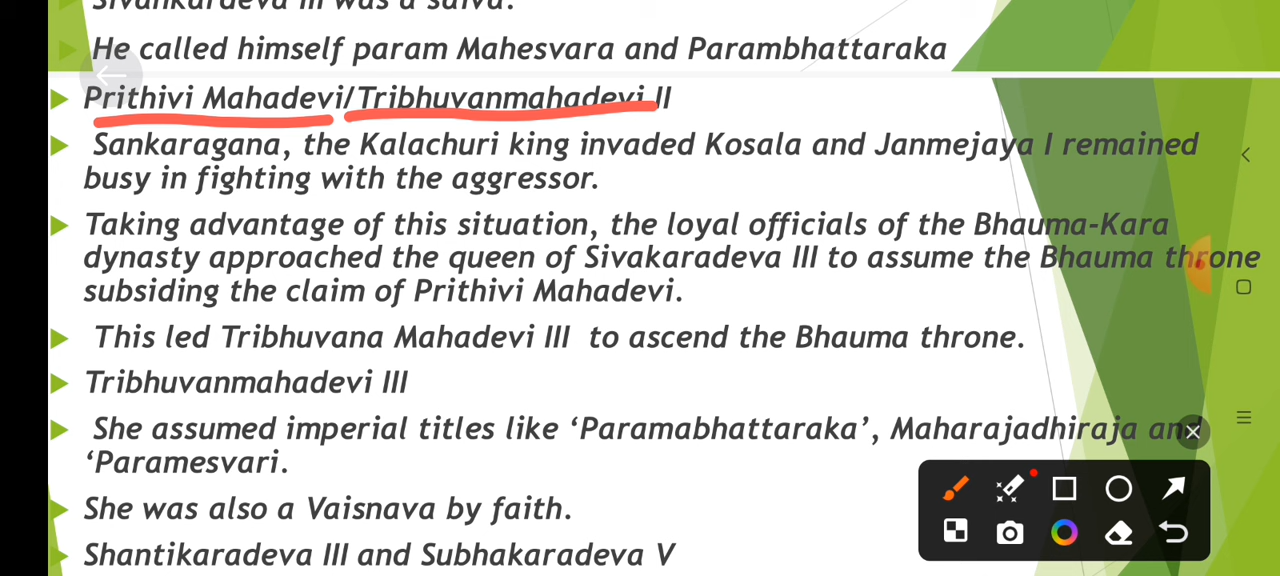 Sivankardeva III was a saiva.
He called himself param Mahesvara and Parambhattaraka
Prithivi Mahadevi/Tribhuvanmahadevi II
Sankaragana, the Kalachuri king invaded Kosala and Janmejaya I remained
busy in fighting with the aggressor.
Taking advantage of this situation, the loyal officials of the Bhauma-Kara
dynasty approached the queen of Sivakaradeva III to assume the Bhauma throne
subsiding the claim of Prithivi Mahadevi.
This led Tribhuvana Mahadevi III to ascend the Bhauma throne.
Tribhuvanmahadevi III
She assumed imperial titles like ‘Paramabhattaraka’, Maharajadhiraja and
‘Paramesvari.
She was also a Vaisnava by faith.
Shantikaradeva III and Subhakaradeva V